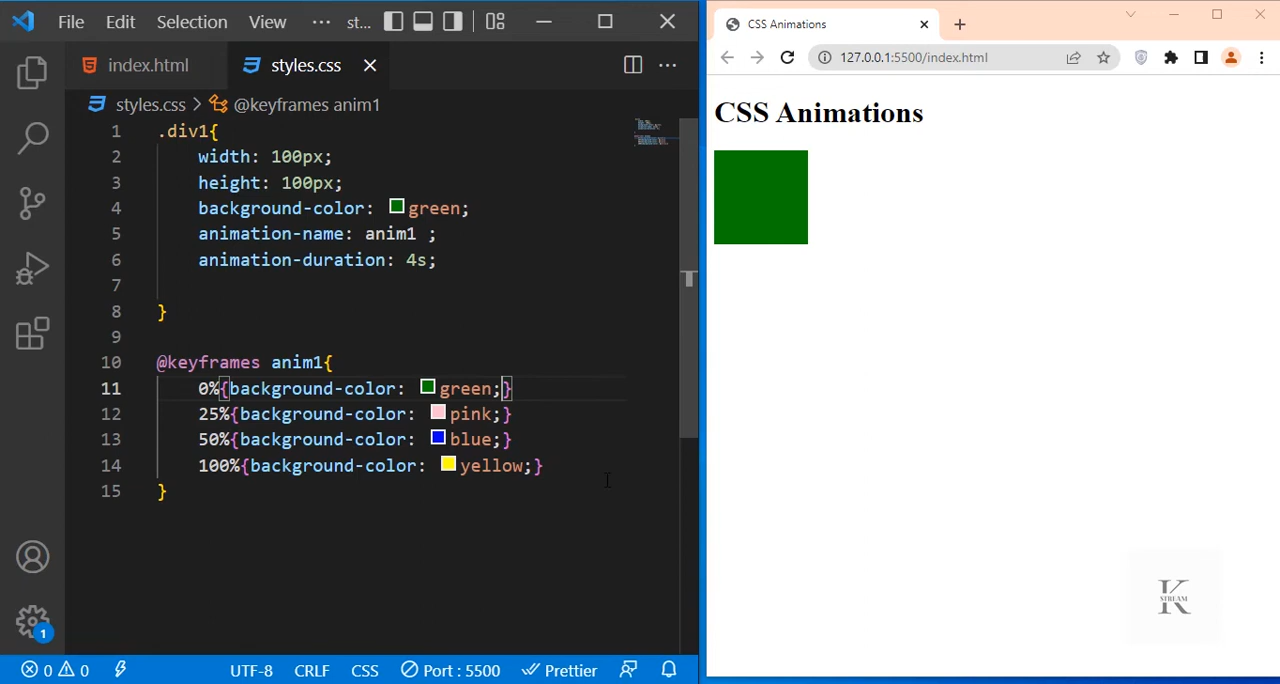 File Edit Selection View ··· st...
index.html styles.css
styles.css > @keyframes anim1
1 .div1{
2 width: 100px;
3 height: 100px;
4 background-color: green;
5 animation-name: anim1 ;
6 animation-duration: 4s;
7
8 }
9
10 @keyframes anim1{
11 0%{background-color: green;}
12 25%{background-color: pink;}
13 50%{background-color: blue;}
14 100%{background-color: yellow;}
15 }
1
0 0 UTF-8 CRLF CSS Port : 5500 Prettier
CSS Animations
127.0.0.1:5500/index.html
CSS Animations
K
STREAM